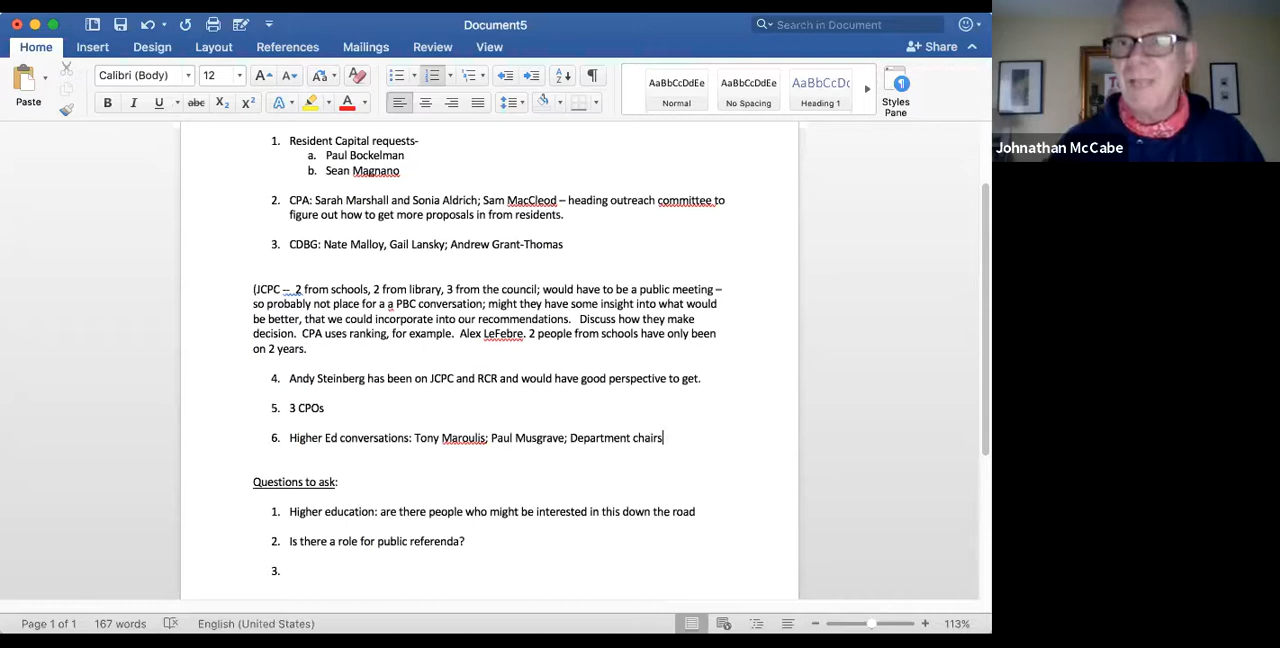 Document5
Search in Document
Home Insert Design Layout References Mailings Review View
Share
Paste
Calibri (Body) 12
AaBbCcDdEe AaBbCcDdEe AaBbCcDc
Normal No Spacing Heading 1
Styles
Pane
Johnathan McCabe
1. Resident Capital requests-
a. Paul Bockelman
b. Sean Magnano
2. CPA: Sarah Marshall and Sonia Aldrich; Sam MacCleod – heading outreach committee to
figure out how to get more proposals in from residents.
3. CDBG: Nate Malloy, Gail Lansky; Andrew Grant-Thomas
(JCPC -- 2 from schools, 2 from library, 3 from the council; would have to be a public meeting –
so probably not place for a a PBC conversation; might they have some insight into what would
be better, that we could incorporate into our recommendations. Discuss how they make
decision. CPA uses ranking, for example. Alex LeFebre. 2 people from schools have only been
on 2 years.
4. Andy Steinberg has been on JCPC and RCR and would have good perspective to get.
5. 3 CPOs
6. Higher Ed conversations: Tony Maroulis; Paul Musgrave; Department chairs
Questions to ask:
1. Higher education: are there people who might be interested in this down the road
2. Is there a role for public referenda?
3.
Page 1 of 1 167 words English (United States) 113%